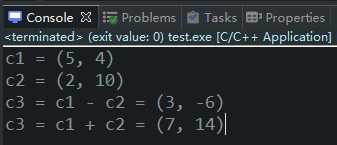 Console Problems Tasks Properties
<terminated> (exit value: 0) test.exe [C/C++ Application]
c1 = (5, 4)
c2 = (2, 10)
c3 = c1 - c2 = (3, -6)
c3 = c1 + c2 = (7, 14)